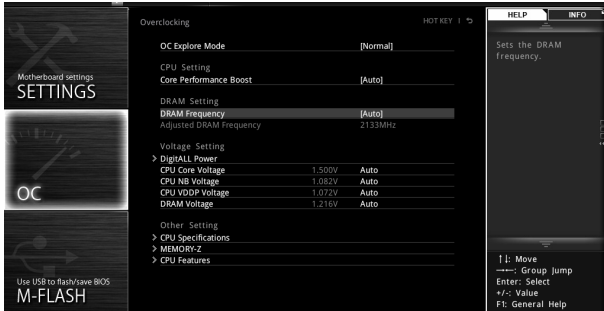 Overclocking
HOT KEY |
HELP
INFO
Motherboard settings
SETTINGS
OC
Use USB to flash/save BIOS
M-FLASH
OC Explore Mode [Normal]
CPU Setting
Core Performance Boost [Auto]
DRAM Setting
DRAM Frequency [Auto]
Adjusted DRAM Frequency 2133MHz
Voltage Setting
> DigitALL Power
CPU Core Voltage 1.500V Auto
CPU NB Voltage 1.082V Auto
CPU VDDP Voltage 1.072V Auto
DRAM Voltage 1.216V Auto
Other Setting
> CPU Specifications
> MEMORY-Z
> CPU Features
Sets the DRAM
frequency.
↑↓: Move
→←: Group Jump
Enter: Select
+/-: Value
F1: General Help